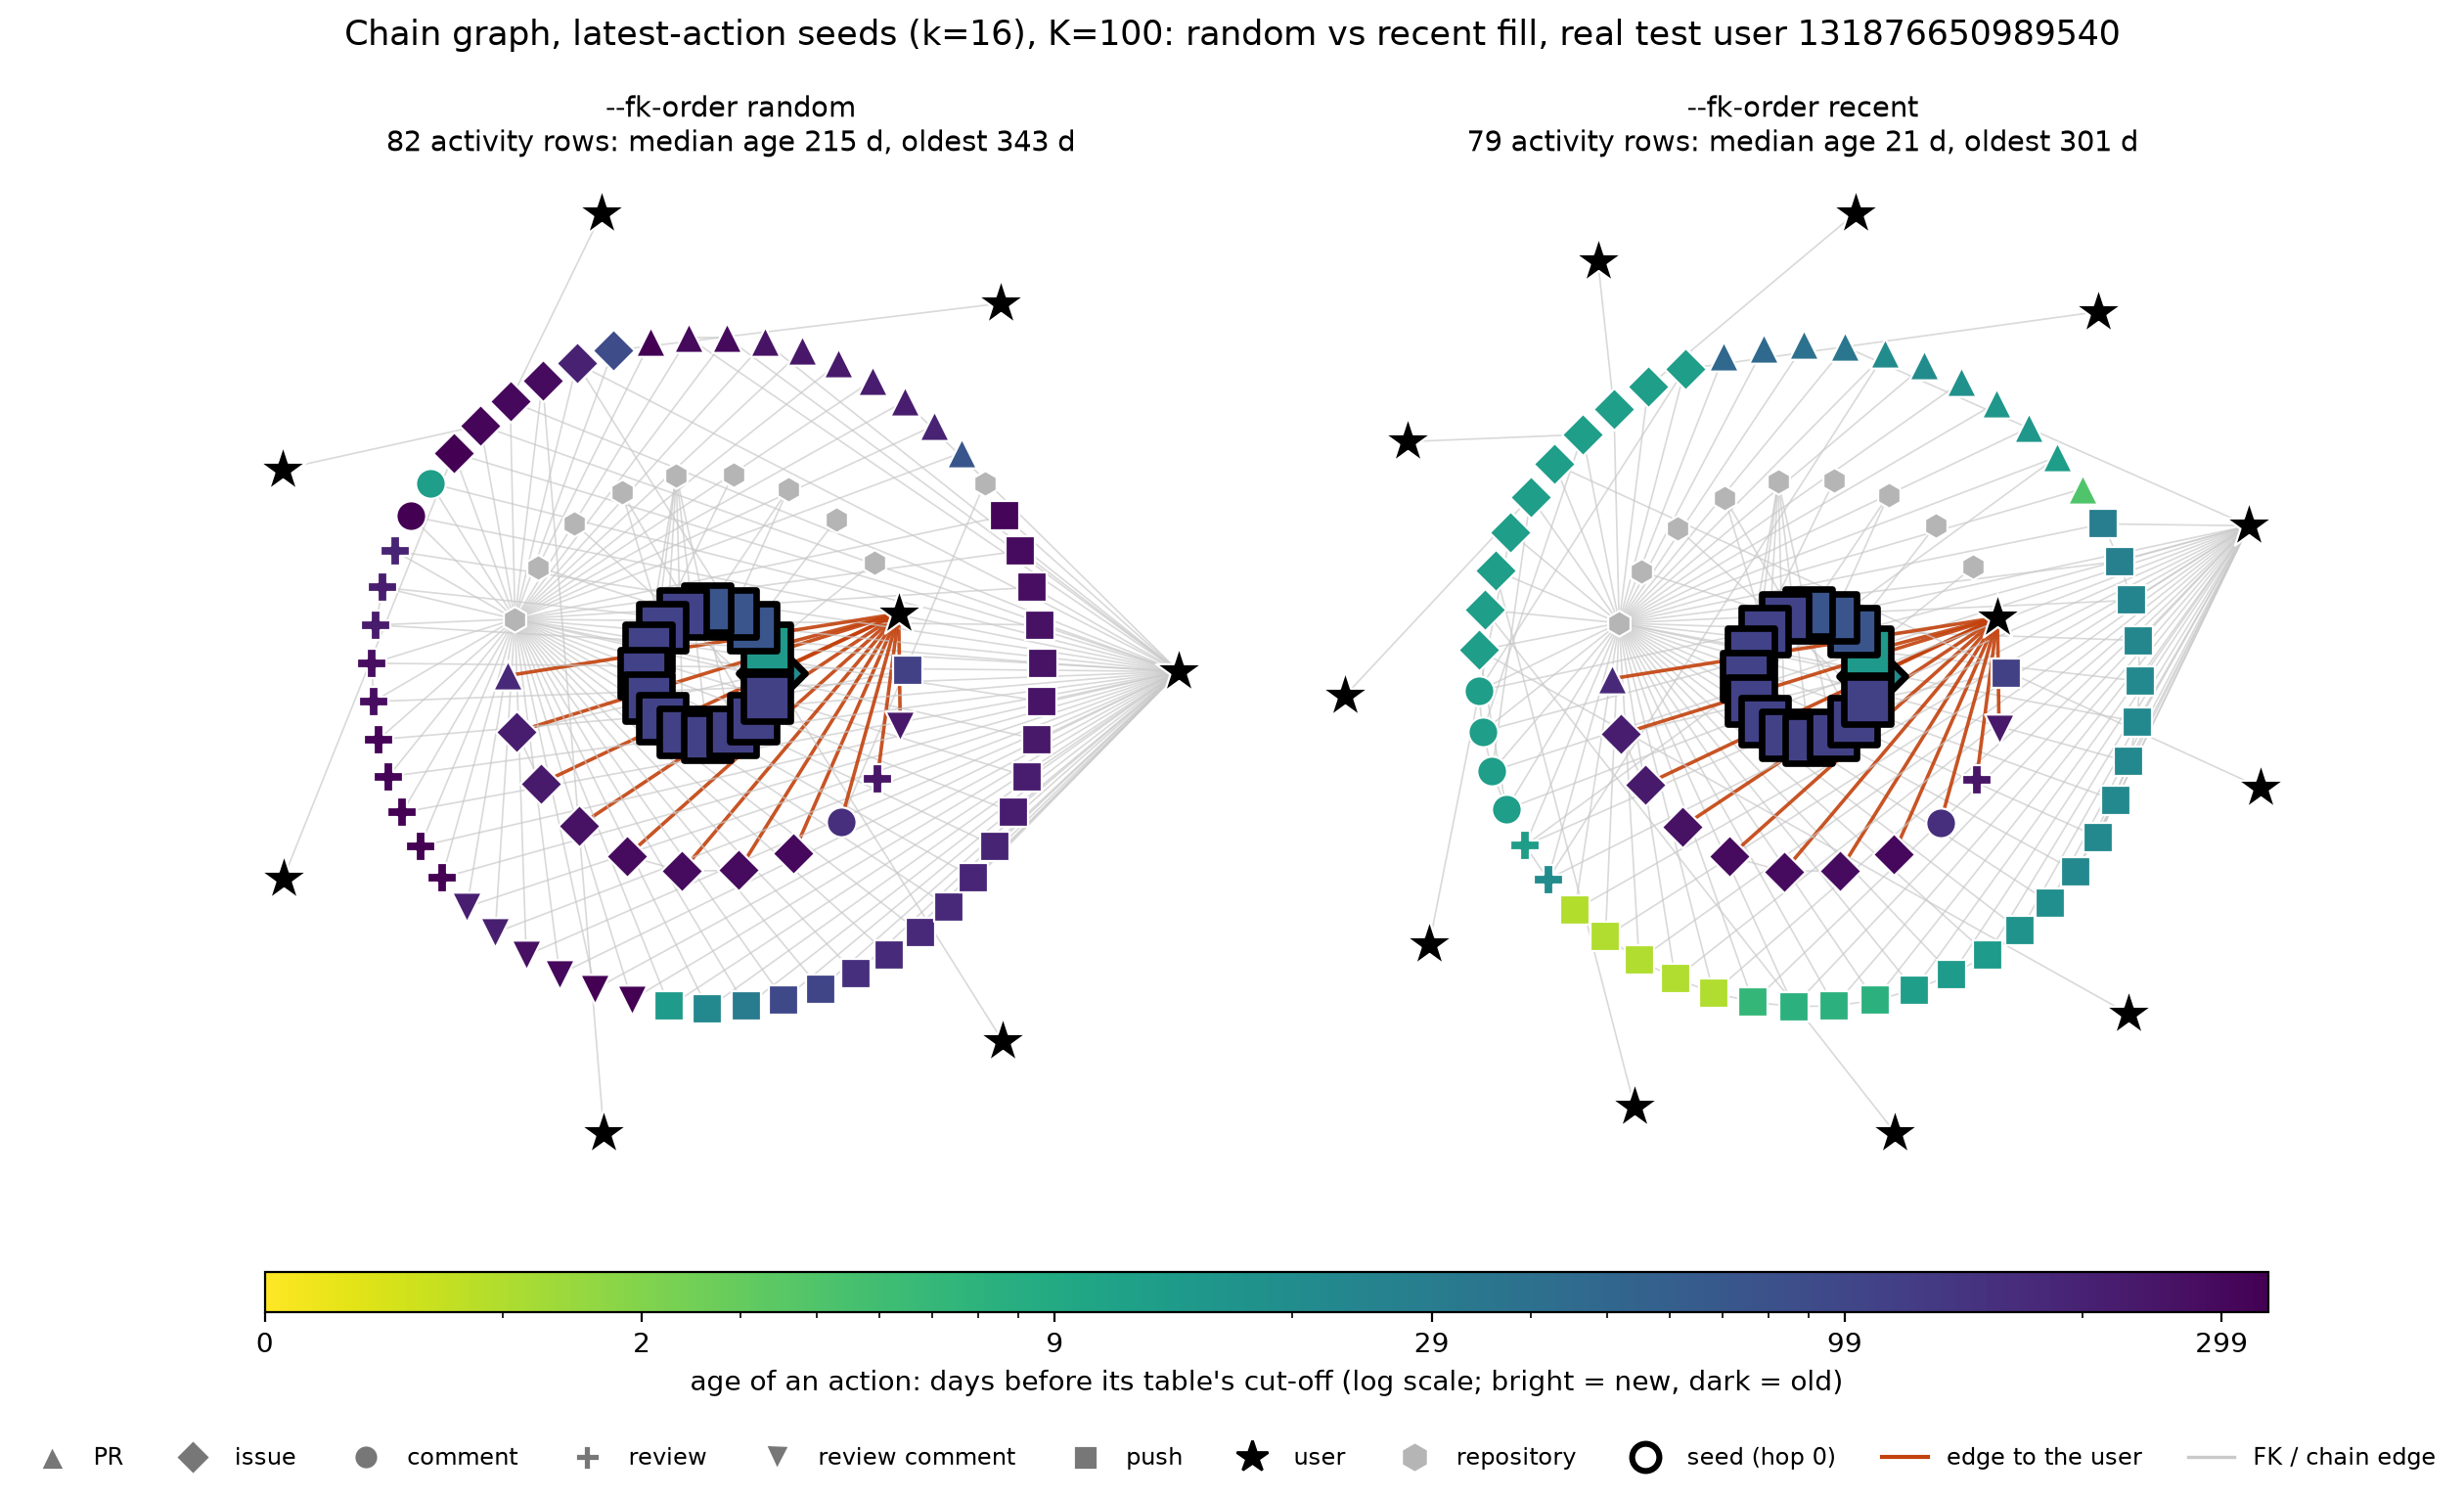 Chain graph, latest-action seeds (k=16), K=100: random vs recent fill, real test user 131876650989540
--fk-order random
82 activity rows: median age 215 d, oldest 343 d
--fk-order recent
79 activity rows: median age 21 d, oldest 301 d
0 2 9 29 99 299
age of an action: days before its table's cut-off (log scale; bright = new, dark = old)
PR issue comment review review comment push user repository seed (hop 0) edge to the user FK / chain edge